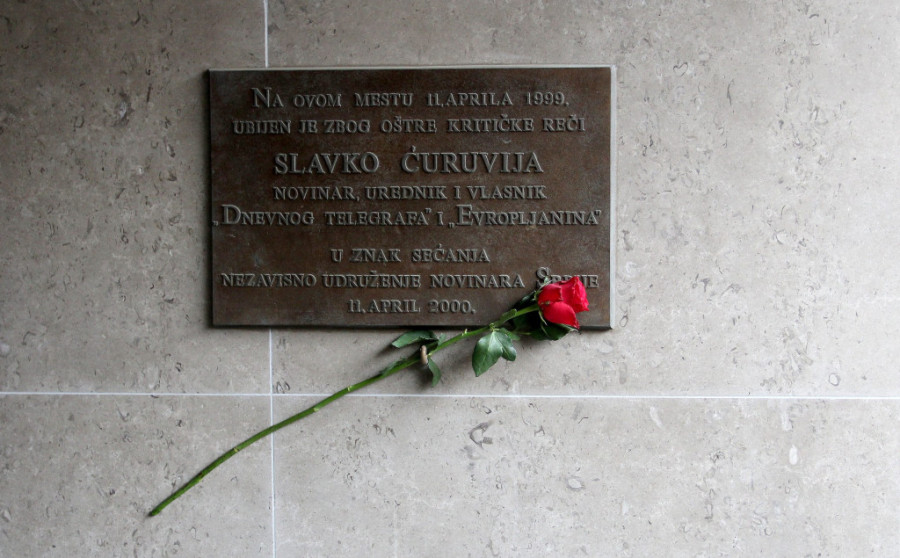 NA OVOM MESTU 11. APRILA 1999.
UBIJEN JE ZBOG OŠTRE KRITIČKE REČI
SLAVKO ĆURUVIJA
NOVINAR, UREDNIK I VLASNIK
„DNEVNOG TELEGRAFA" I „EVROPLJANINA"
U ZNAK SEĆANJA
NEZAVISNO UDRUŽENJE NOVINARA SRBIJE
11. APRIL 2000.